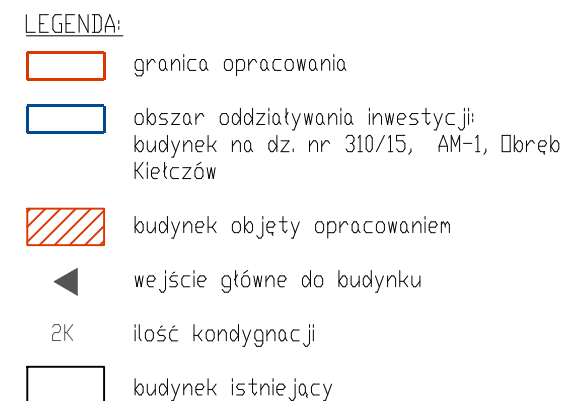 LEGENDA:
granica opracowania
obszar oddziaływania inwestycji:
budynek na dz. nr 310/15, AM-1, Obręb
Kiełczów
budynek objęty opracowaniem
wejście główne do budynku
2K ilość kondygnacji
budynek istniejący